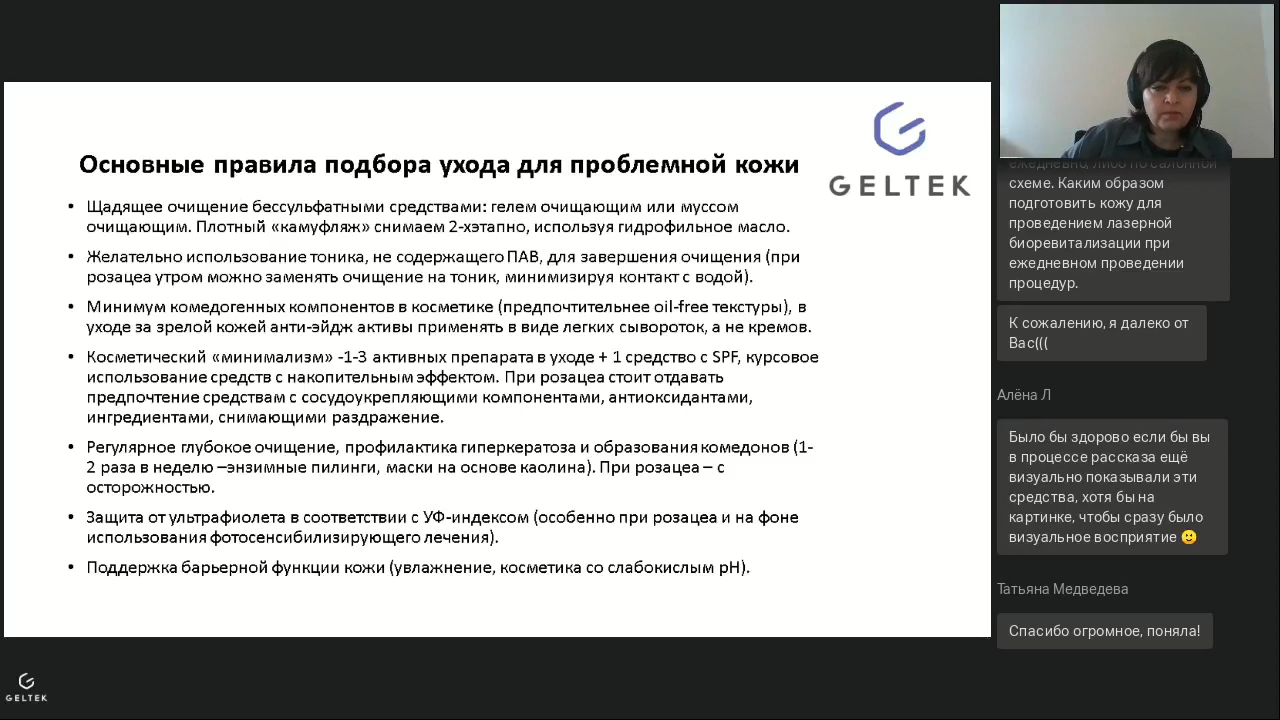 GELTEK
Основные правила подбора ухода для проблемной кожи
• Щадящее очищение бессульфатными средствами: гелем очищающим или муссом
очищающим. Плотный «камуфляж» снимаем 2-хэтапно, используя гидрофильное масло.
• Желательно использование тоника, не содержащего ПАВ, для завершения очищения (при
розацеа утром можно заменять очищение на тоник, минимизируя контакт с водой).
• Минимум комедогенных компонентов в косметике (предпочтительнее oil-free текстуры), в
уходе за зрелой кожей анти-эйдж активы применять в виде легких сывороток, а не кремов.
• Косметический «минимализм» -1-3 активных препарата в уходе + 1 средство с SPF, курсовое
использование средств с накопительным эффектом. При розацеа стоит отдавать
предпочтение средствам с сосудоукрепляющими компонентами, антиоксидантами,
ингредиентами, снимающими раздражение.
• Регулярное глубокое очищение, профилактика гиперкератоза и образования комедонов (1-
2 раза в неделю –энзимные пилинги, маски на основе каолина). При розацеа – с
осторожностью.
• Защита от ультрафиолета в соответствии с УФ-индексом (особенно при розацеа и на фоне
использования фотосенсибилизирующего лечения).
• Поддержка барьерной функции кожи (увлажнение, косметика со слабокислым pH).
GELTEK
ежедневно, либо по салонной
схеме. Каким образом
подготовить кожу для
проведением лазерной
биоревитализации при
ежедневном проведении
процедур.
К сожалению, я далеко от
Вас(((
Алёна Л
Было бы здорово если бы вы
в процессе рассказа ещё
визуально показывали эти
средства, хотя бы на
картинке, чтобы сразу было
визуальное восприятие 🙂
Татьяна Медведева
Спасибо огромное, поняла!